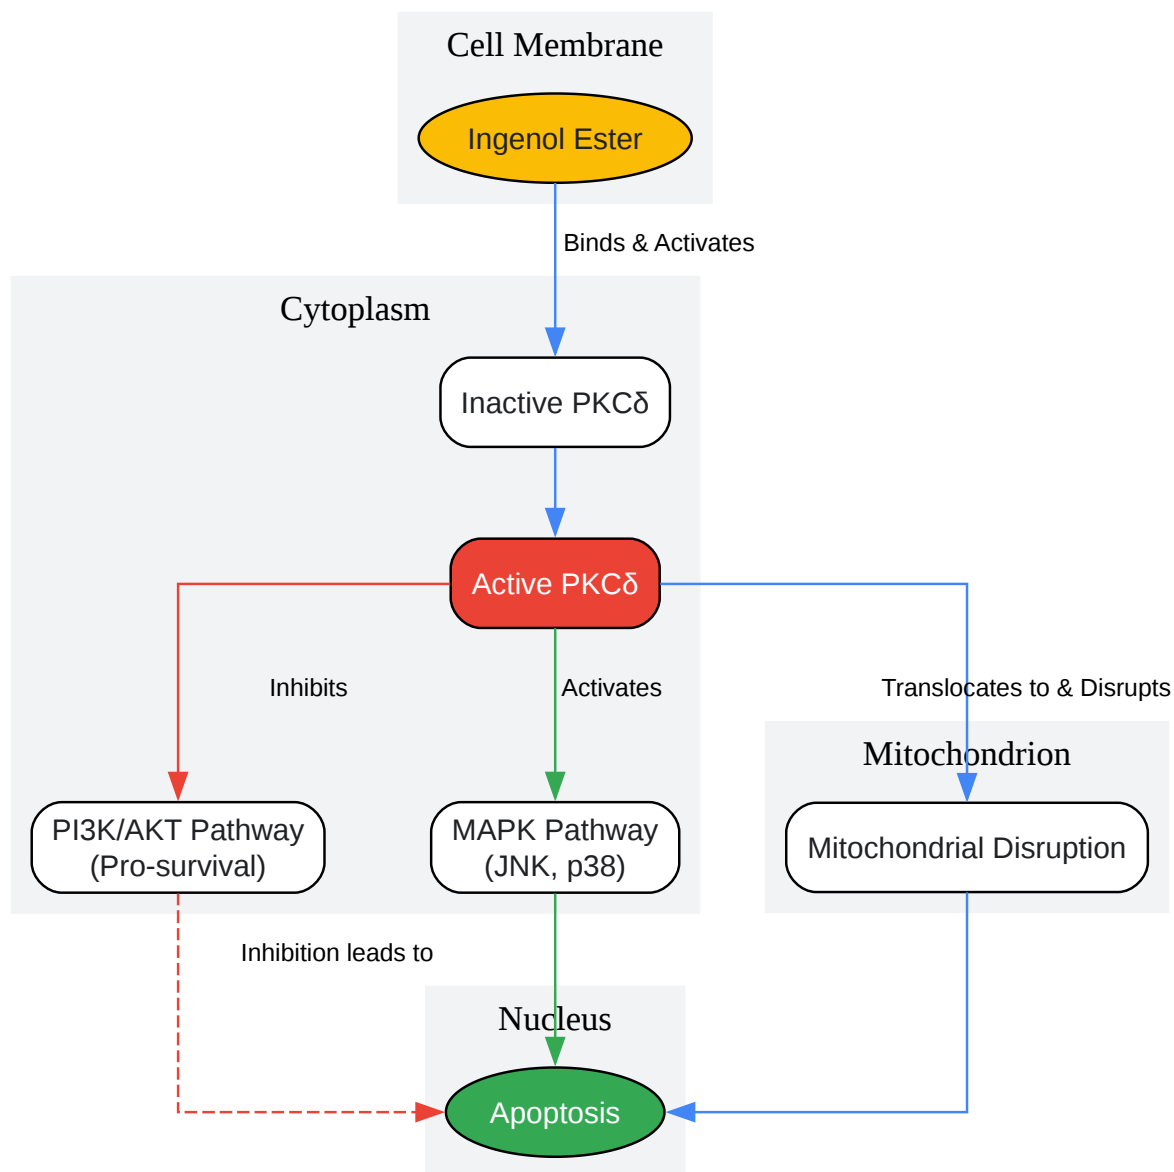 Cell Membrane
Ingenol Ester
Binds & Activates
Cytoplasm
Inactive PKCδ
Active PKCδ
Inhibits
Activates
Translocates to & Disrupts
Mitochondrion
PI3K/AKT Pathway
(Pro-survival)
MAPK Pathway
(JNK, p38)
Mitochondrial Disruption
Inhibition leads to
Nucleus
Apoptosis